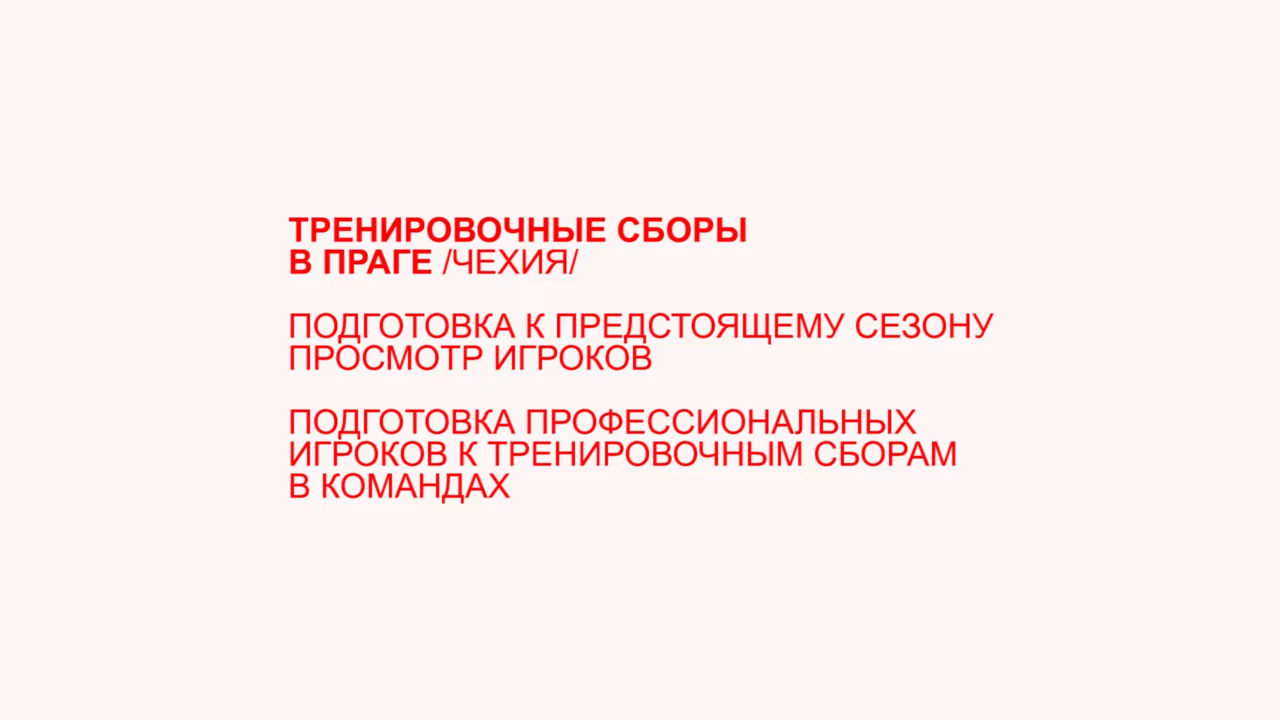 ТРЕНИРОВОЧНЫЕ СБОРЫ
В ПРАГЕ /ЧЕХИЯ/
ПОДГОТОВКА К ПРЕДСТОЯЩЕМУ СЕЗОНУ
ПРОСМОТР ИГРОКОВ
ПОДГОТОВКА ПРОФЕССИОНАЛЬНЫХ
ИГРОКОВ К ТРЕНИРОВОЧНЫМ СБОРАМ
В КОМАНДАХ